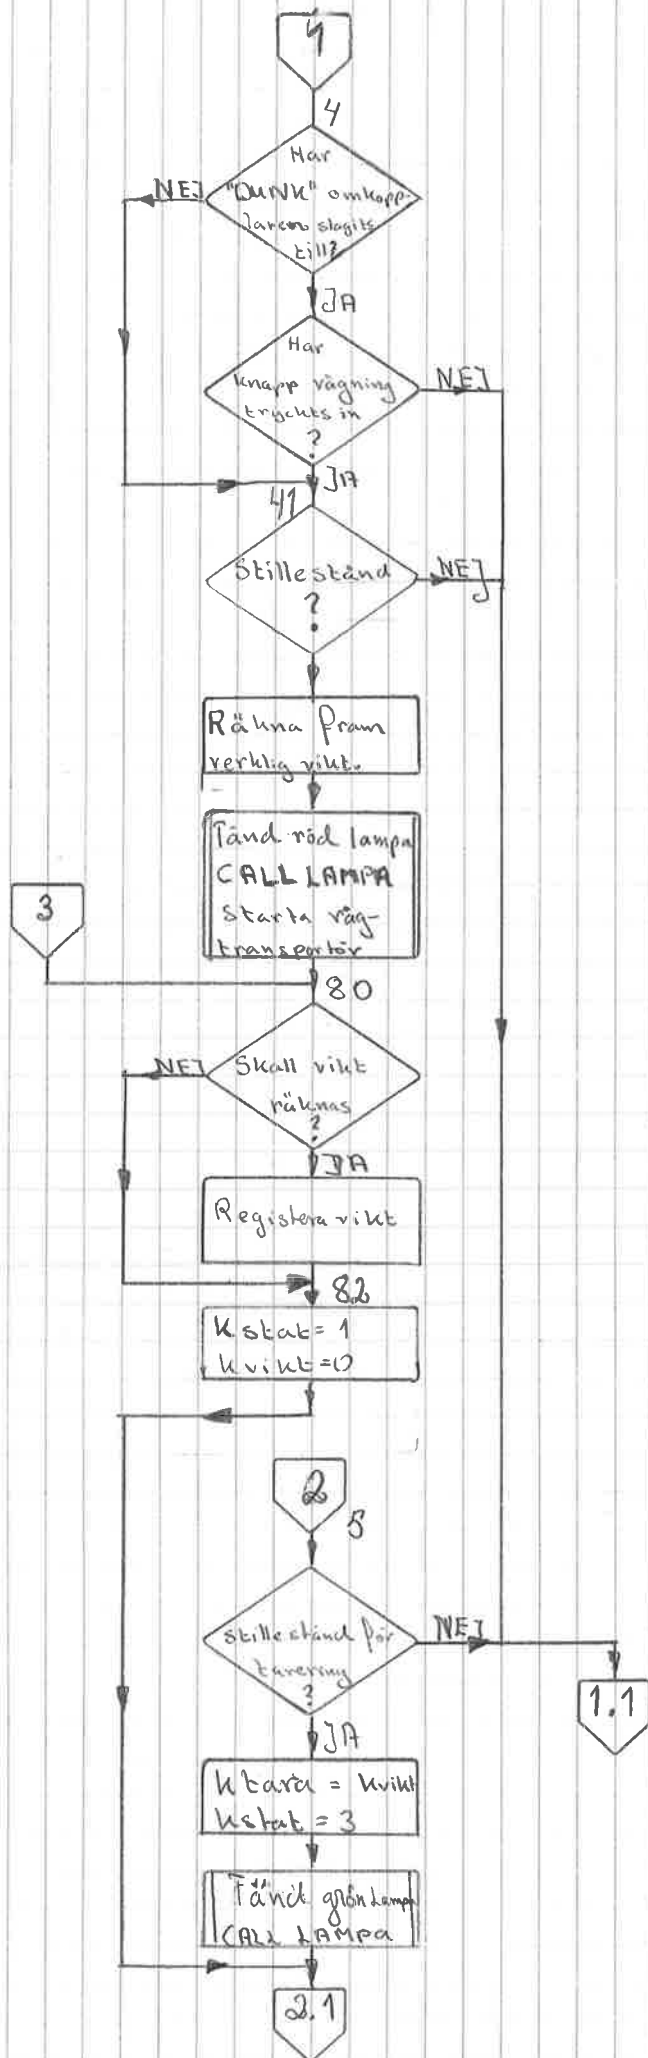 4
4
Har
"DUNK" omkopp-
laren slagits
till?
NEJ
JA
Har
knapp vägning
tryckts in
?
NEJ
JA
41
Stillestånd
?
NEJ
Räkna fram
verklig vikt.
Tänd röd lampa
CALL LAMPA
Starta våg-
transportör
3
80
Skall vikt
räknas
?
NEJ
JA
Registera vikt
82
Kstat = 1
kvikt = 0
2
5
Stillestånd för
tarering
?
NEJ
1.1
JA
ktara = kvikt
kstat = 3
Tänd grön Lampa
CALL LAMPA
2.1